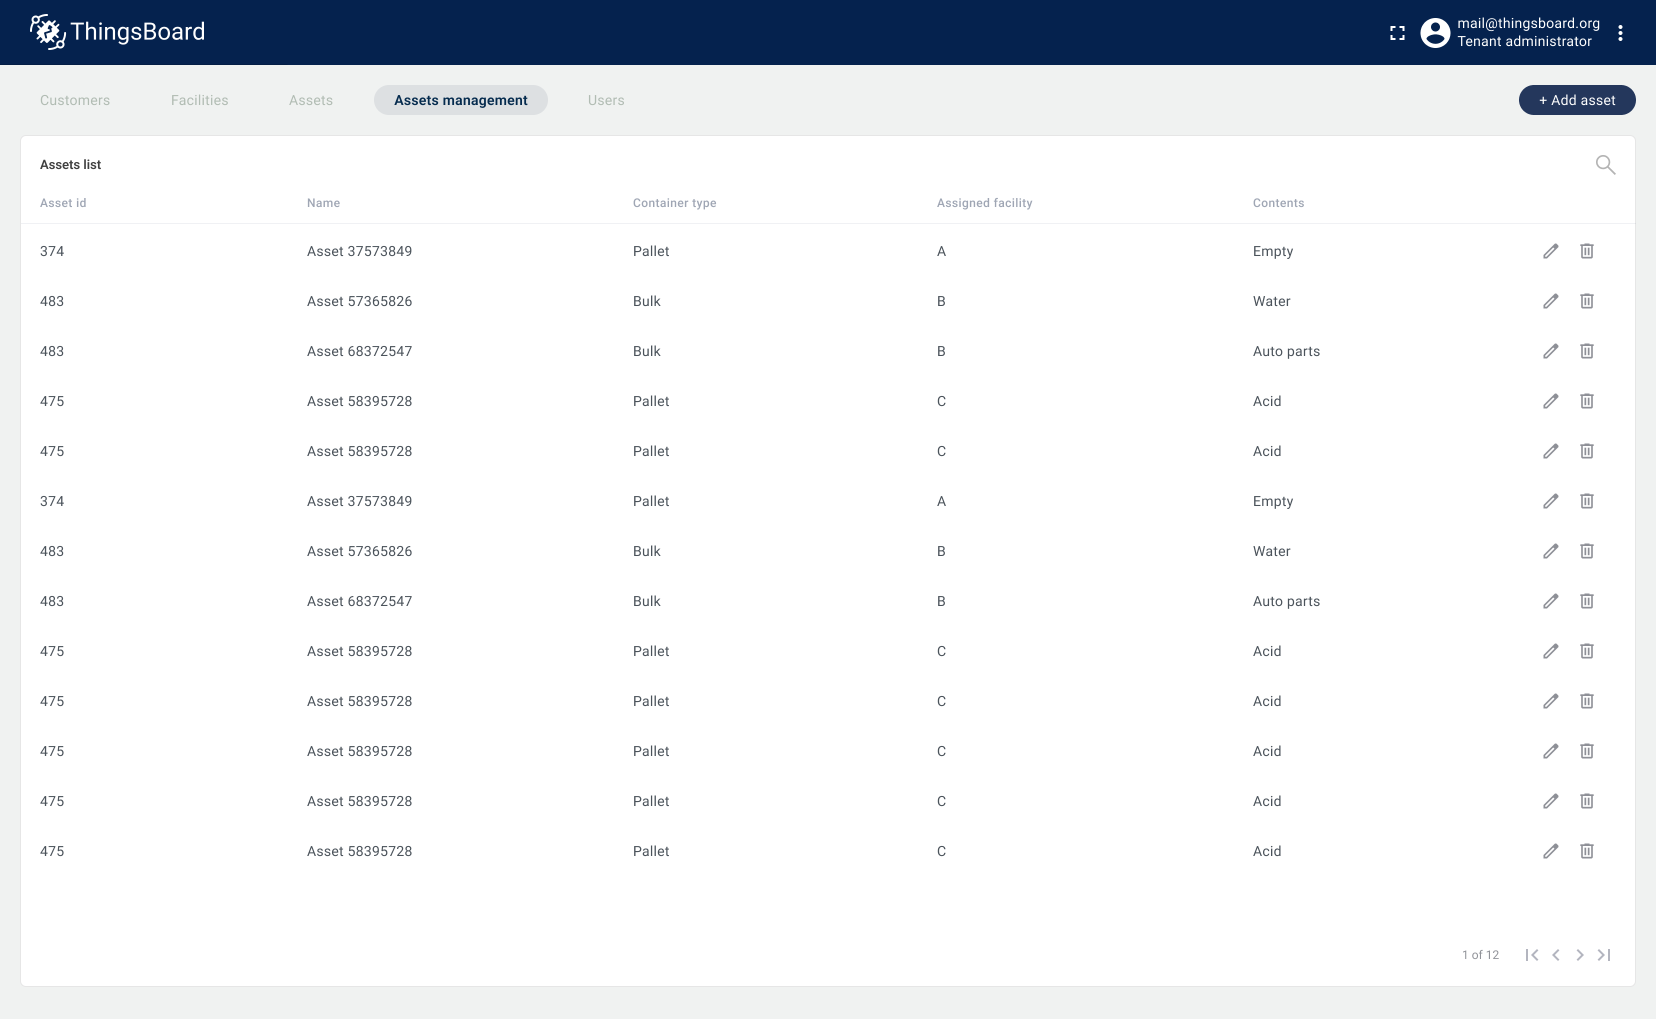 ThingsBoard
mail@thingsboard.org
Tenant administrator
Customers Facilities Assets Assets management Users + Add asset
Assets list
Asset id Name Container type Assigned facility Contents
374 Asset 37573849 Pallet A Empty
483 Asset 57365826 Bulk B Water
483 Asset 68372547 Bulk B Auto parts
475 Asset 58395728 Pallet C Acid
475 Asset 58395728 Pallet C Acid
374 Asset 37573849 Pallet A Empty
483 Asset 57365826 Bulk B Water
483 Asset 68372547 Bulk B Auto parts
475 Asset 58395728 Pallet C Acid
475 Asset 58395728 Pallet C Acid
475 Asset 58395728 Pallet C Acid
475 Asset 58395728 Pallet C Acid
475 Asset 58395728 Pallet C Acid
1 of 12